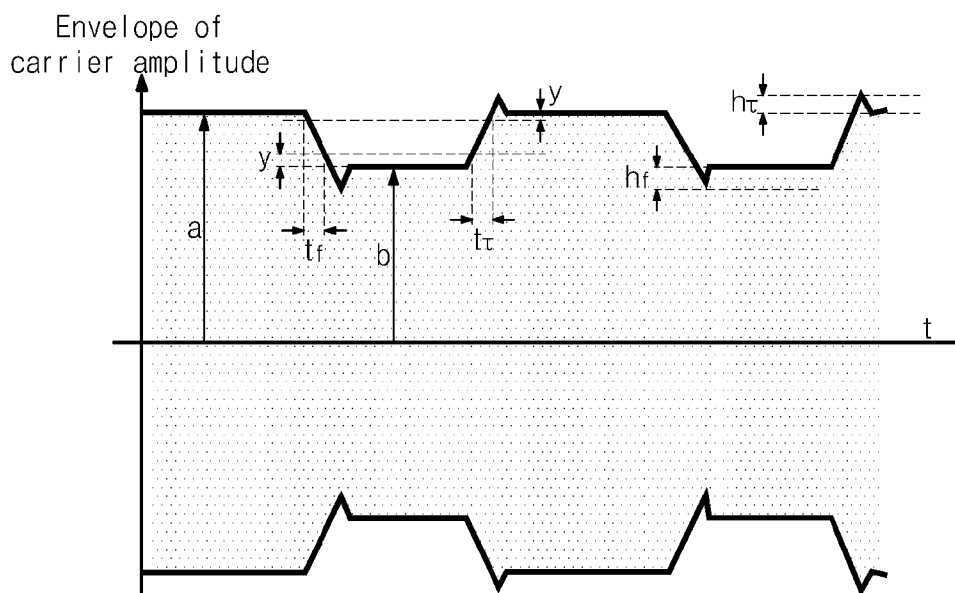 Envelope of
carrier amplitude
y
hτ
y
hf
a
tf
b
tτ
t